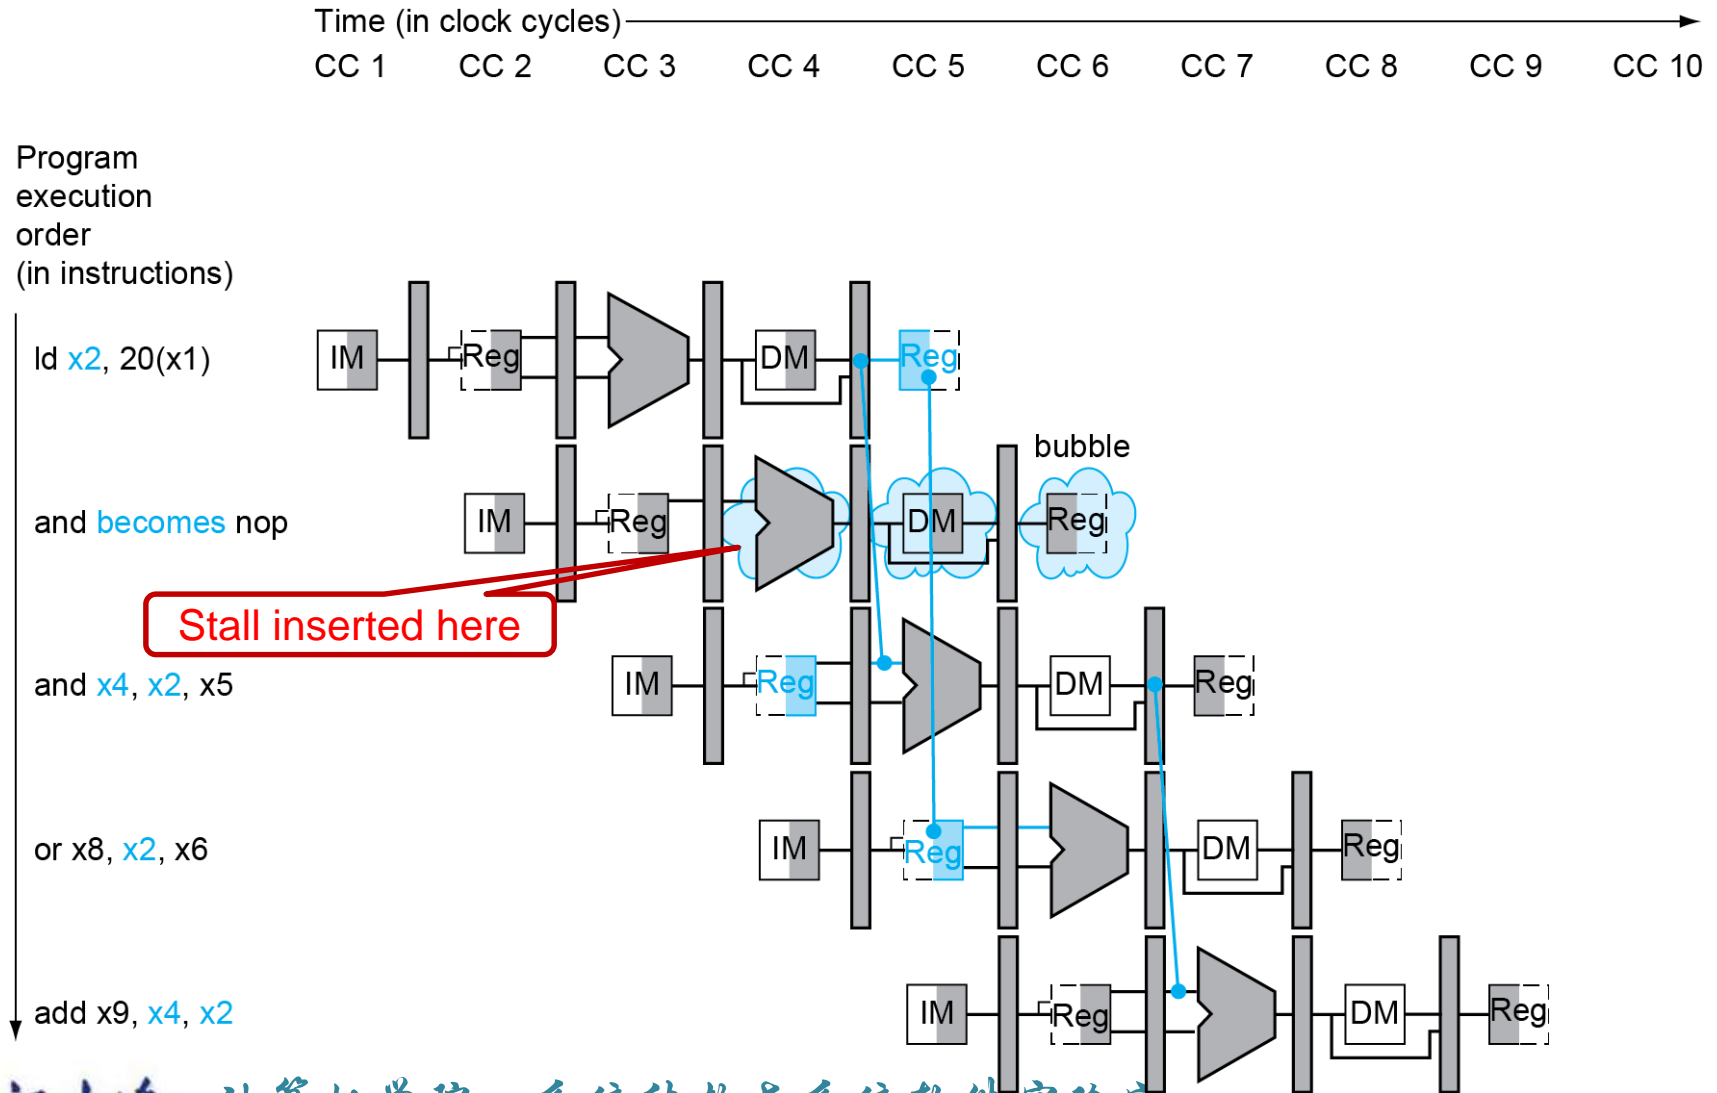 Time (in clock cycles)
CC 1 CC 2 CC 3 CC 4 CC 5 CC 6 CC 7 CC 8 CC 9 CC 10
Program
execution
order
(in instructions)
ld x2, 20(x1)
IM Reg DM Reg
bubble
and becomes nop
IM Reg DM Reg
Stall inserted here
and x4, x2, x5
IM Reg DM Reg
or x8, x2, x6
IM Reg DM Reg
add x9, x4, x2
IM Reg DM Reg